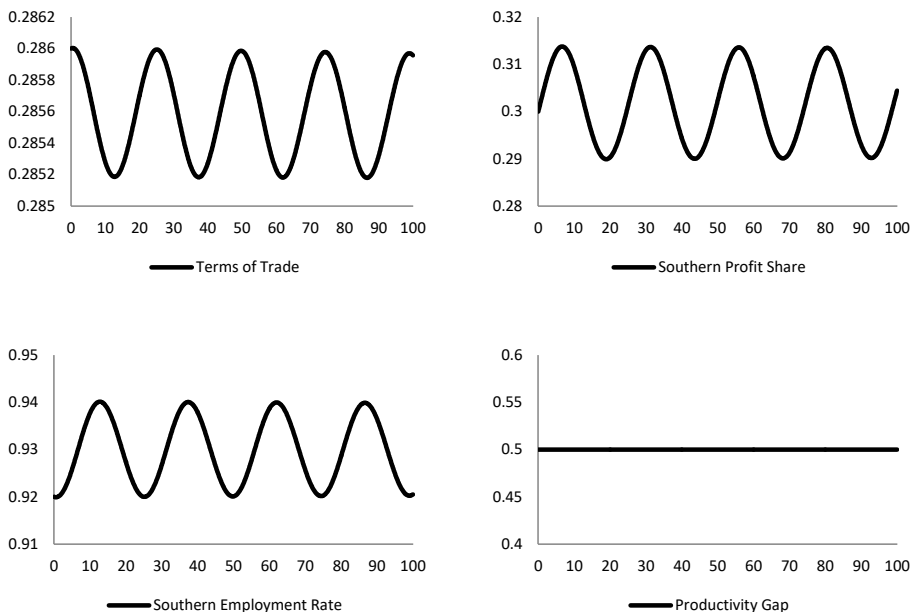 0.2862
0.286
0.2858
0.2856
0.2854
0.2852
0.285
0 10 20 30 40 50 60 70 80 90 100
Terms of Trade
0.32
0.31
0.3
0.29
0.28
0 10 20 30 40 50 60 70 80 90 100
Southern Profit Share
0.95
0.94
0.93
0.92
0.91
0 10 20 30 40 50 60 70 80 90 100
Southern Employment Rate
0.6
0.55
0.5
0.45
0.4
0 10 20 30 40 50 60 70 80 90 100
Productivity Gap